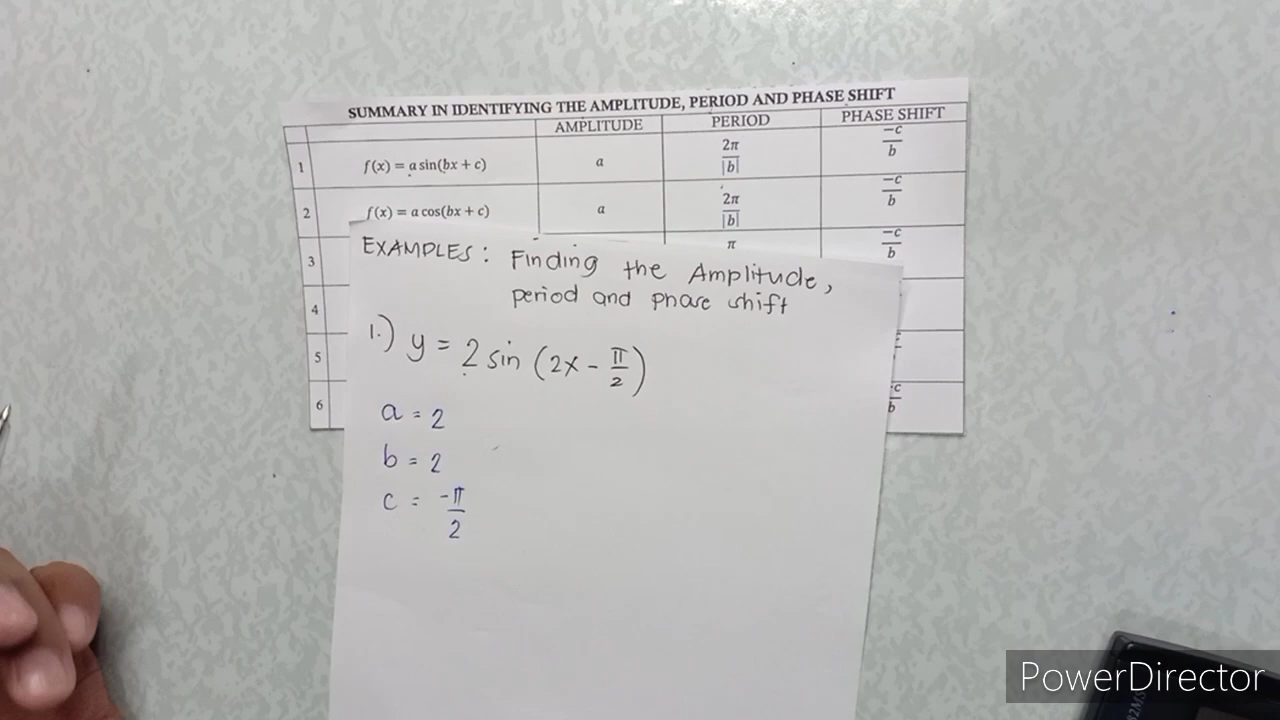 SUMMARY IN IDENTIFYING THE AMPLITUDE, PERIOD AND PHASE SHIFT
AMPLITUDE PERIOD PHASE SHIFT
1 f(x) = a sin(bx + c) a 2π/|b| −c/b
2 f(x) = a cos(bx + c) a 2π/|b| −c/b
3 π −c/b
4
5
6 c/b
EXAMPLES: Finding the Amplitude,
period and phase shift
1.) y = 2 sin (2x - π/2)
a = 2
b = 2
c = -π/2
PowerDirector